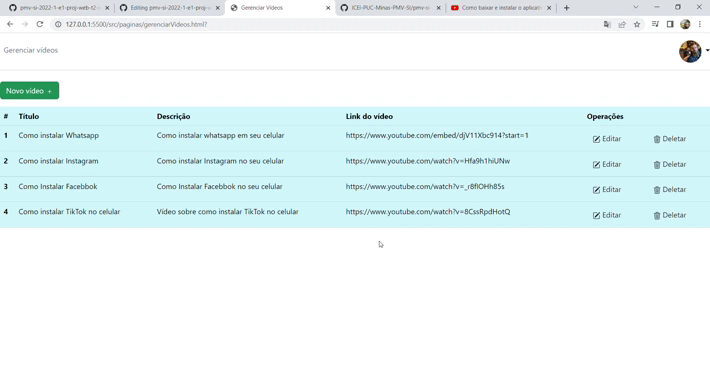 pmv-si-2022-1-e1-proj-web-t2-s
Editing pmv-si-2022-1-e1-proj-w
Gerenciar Vídeos
ICEI-PUC-Minas-PMV-SI/pmv-si-
Como baixar e instalar o aplicativ
127.0.0.1:5500/src/paginas/gerenciarVideos.html?
Gerenciar vídeos
Novo vídeo +
# Título Descrição Link do vídeo Operações
1 Como instalar Whatsapp Como instalar whatsapp em seu celular https://www.youtube.com/embed/djV11Xbc914?start=1 Editar Deletar
2 Como instalar Instagram Como instalar Instagram no seu celular https://www.youtube.com/watch?v=Hfa9h1hiUNw Editar Deletar
3 Como Instalar Facebbok Como Instalar Facebbok no seu celular https://www.youtube.com/watch?v=_r8flOHh85s Editar Deletar
4 Como instalar TikTok no celular Vídeo sobre como instalar TikTok no celular https://www.youtube.com/watch?v=8CssRpdHotQ Editar Deletar